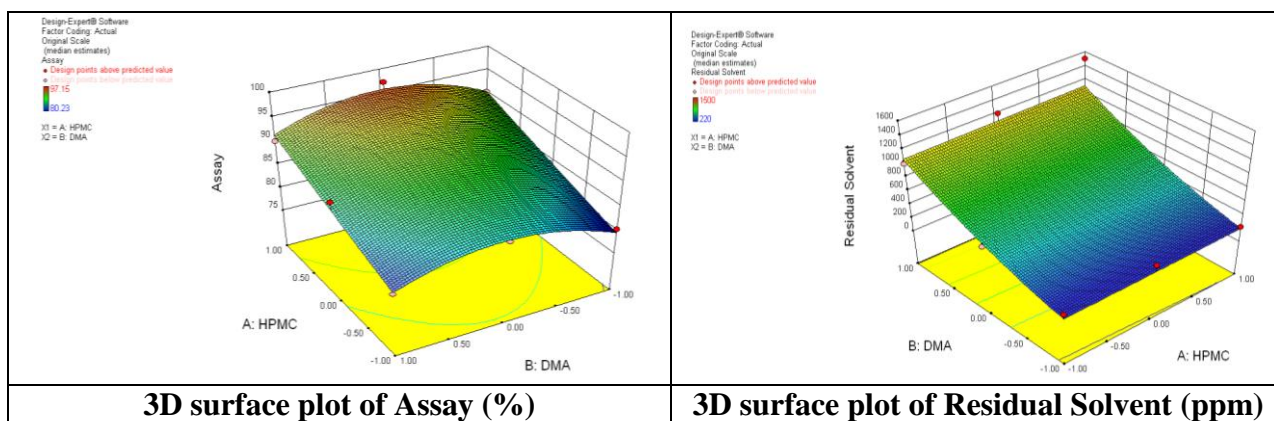 Design-Expert® Software
Factor Coding: Actual
Original Scale
(median estimates)
Assay
Design points above predicted value
Design points below predicted value
97.15
80.23
X1 = A: HPMC
X2 = B: DMA
100
95
90
85
80
75
Assay
1.00
0.50
0.00
-0.50
-1.00
A: HPMC
1.00
0.50
0.00
-0.50
-1.00
B: DMA
3D surface plot of Assay (%)
Design-Expert® Software
Factor Coding: Actual
Original Scale
(median estimates)
Residual Solvent
Design points above predicted value
Design points below predicted value
1500
220
X1 = A: HPMC
X2 = B: DMA
1600
1400
1200
1000
800
600
400
200
0
Residual Solvent
1.00
0.50
0.00
-0.50
-1.00
B: DMA
-1.00
-0.50
0.00
0.50
1.00
A: HPMC
3D surface plot of Residual Solvent (ppm)